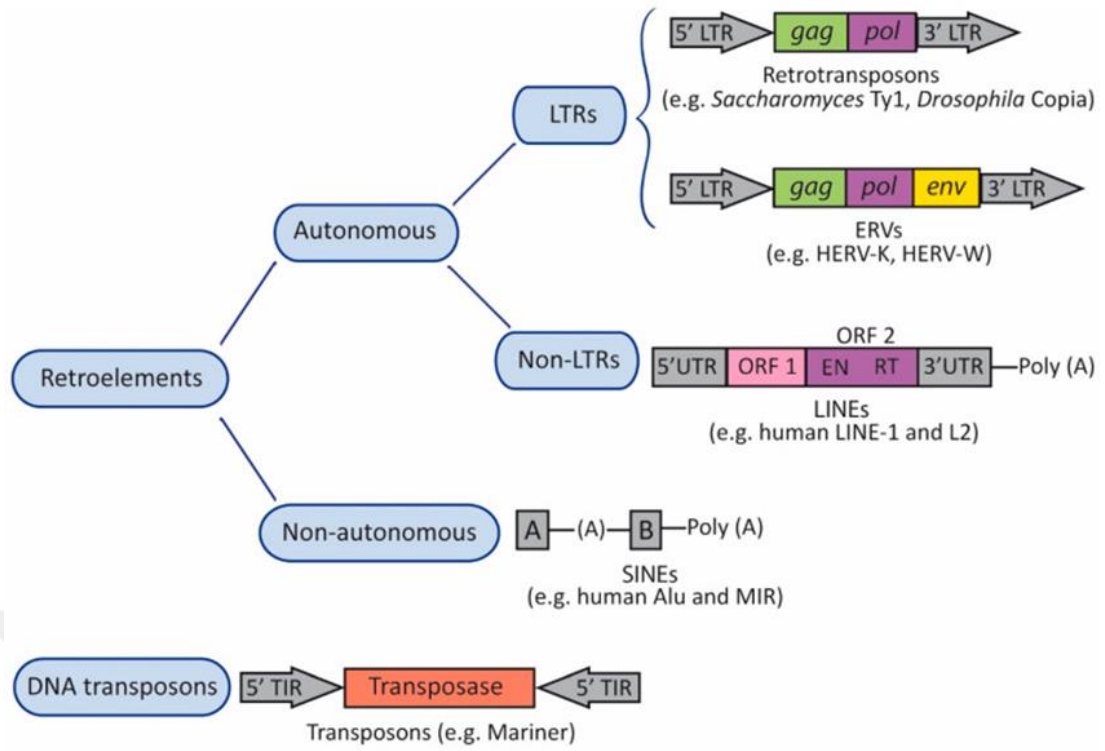 5' LTR gag pol 3' LTR
Retrotransposons
(e.g. Saccharomyces Ty1, Drosophila Copia)
LTRs
5' LTR gag pol env 3' LTR
ERVs
(e.g. HERV-K, HERV-W)
Autonomous
Retroelements
Non-LTRs
ORF 2
5'UTR ORF 1 EN RT 3'UTR Poly (A)
LINEs
(e.g. human LINE-1 and L2)
Non-autonomous
A (A) B Poly (A)
SINEs
(e.g. human Alu and MIR)
DNA transposons
5' TIR Transposase 5' TIR
Transposons (e.g. Mariner)